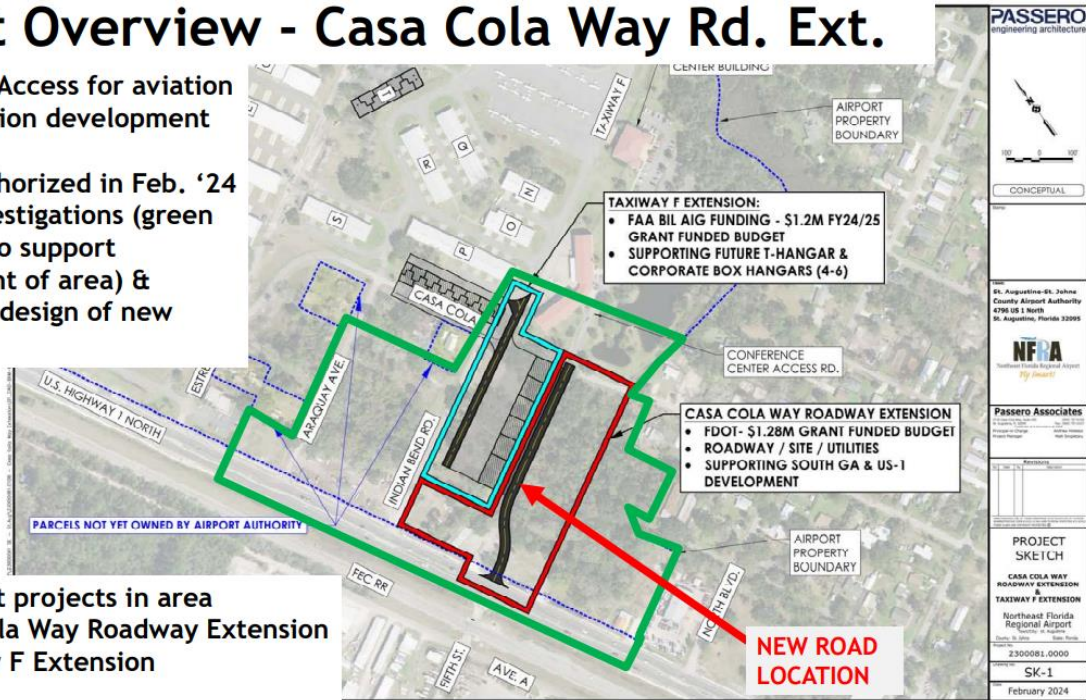 t Overview - Casa Cola Way Rd. Ext.
Access for aviation
ion development
horized in Feb. ‘24
estigations (green
o support
nt of area) &
design of new
t projects in area
la Way Roadway Extension
F Extension
CENTER BUILDING
TAXIWAY F
AIRPORT
PROPERTY
BOUNDARY
T
R
Q
S
N
O
P
TAXIWAY F EXTENSION:
• FAA BIL AIG FUNDING - $1.2M FY24/25
GRANT FUNDED BUDGET
• SUPPORTING FUTURE T-HANGAR &
CORPORATE BOX HANGARS (4-6)
CASA COLA
CONFERENCE
CENTER ACCESS RD.
ESTR
ARAQUAY AVE.
U.S. HIGHWAY 1 NORTH
INDIAN BEND RD.
CASA COLA WAY ROADWAY EXTENSION
• FDOT- $1.28M GRANT FUNDED BUDGET
• ROADWAY / SITE / UTILITIES
• SUPPORTING SOUTH GA & US-1
DEVELOPMENT
PARCELS NOT YET OWNED BY AIRPORT AUTHORITY
AIRPORT
PROPERTY
BOUNDARY
FEC RR
NORTH BLVD.
FIFTH ST.
AVE. A
NEW ROAD
LOCATION
PASSERO
engineering architecture
100' 0 100'
CONCEPTUAL
St. Augustine-St. Johns
County Airport Authority
4796 US 1 North
St. Augustine, Florida 32095
NFRA
Northeast Florida Regional Airport
Fly Smart!
Passero Associates
Revisions
PROJECT
SKETCH
CASA COLA WAY
ROADWAY EXTENSION
&
TAXIWAY F EXTENSION
Northeast Florida
Regional Airport
2300081.0000
SK-1
February 2024